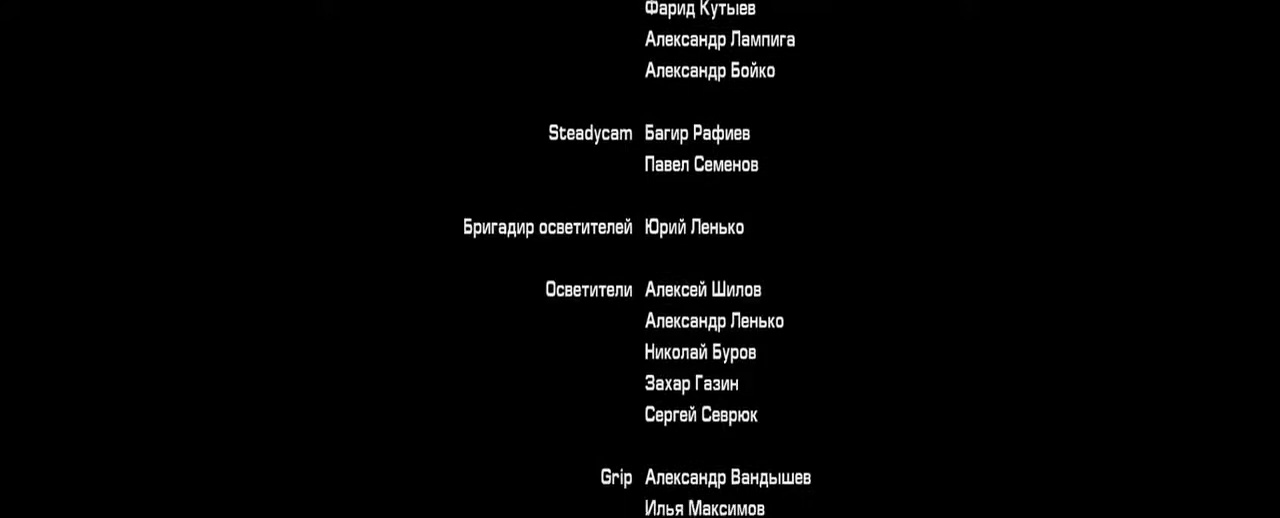 Фарид Кутыев
Александр Лампига
Александр Бойко
Steadycam Багир Рафиев
Павел Семенов
Бригадир осветителей Юрий Ленько
Осветители Алексей Шилов
Александр Ленько
Николай Буров
Захар Газин
Сергей Севрюк
Grip Александр Вандышев
Илья Максимов